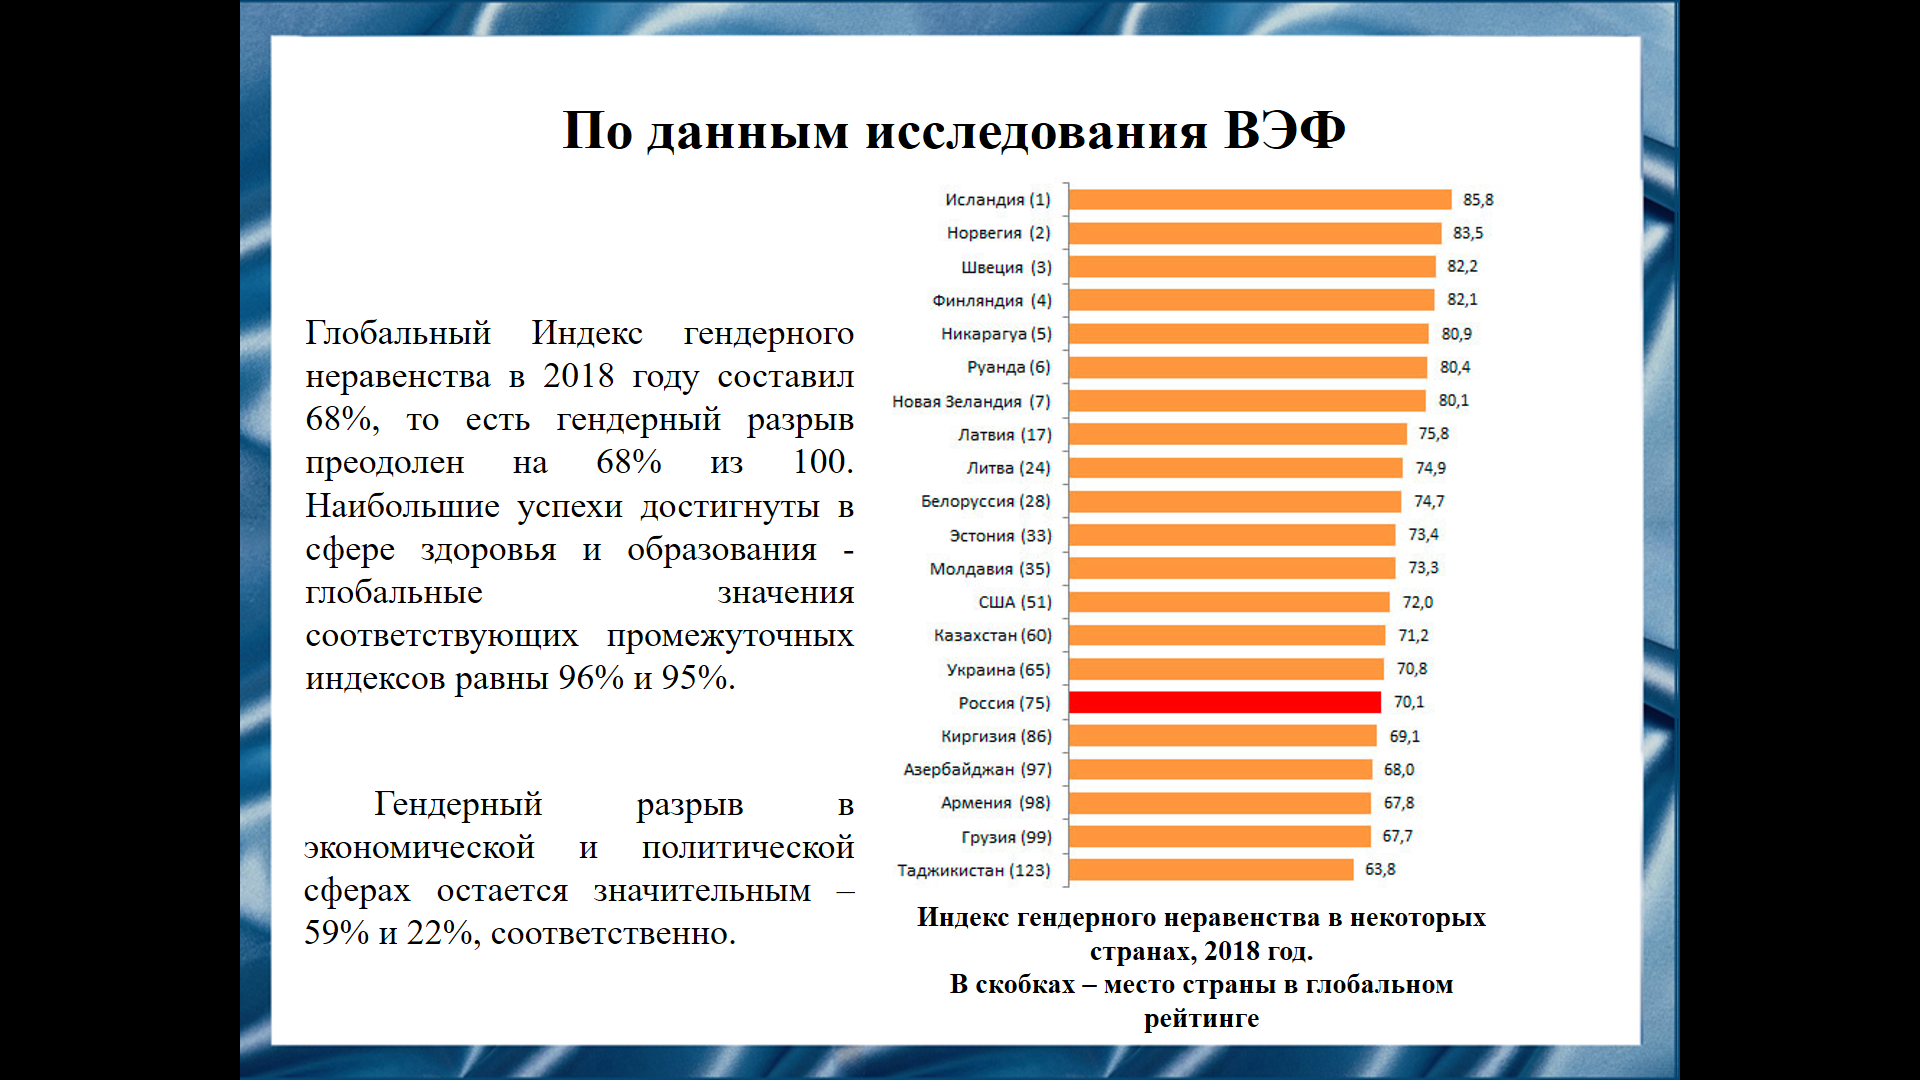 По данным исследования ВЭФ
Глобальный Индекс гендерного
неравенства в 2018 году составил
68%, то есть гендерный разрыв
преодолен на 68% из 100.
Наибольшие успехи достигнуты в
сфере здоровья и образования -
глобальные значения
соответствующих промежуточных
индексов равны 96% и 95%.
Гендерный разрыв в
экономической и политической
сферах остается значительным –
59% и 22%, соответственно.
Исландия (1) 85,8
Норвегия (2) 83,5
Швеция (3) 82,2
Финляндия (4) 82,1
Никарагуа (5) 80,9
Руанда (6) 80,4
Новая Зеландия (7) 80,1
Латвия (17) 75,8
Литва (24) 74,9
Белоруссия (28) 74,7
Эстония (33) 73,4
Молдавия (35) 73,3
США (51) 72,0
Казахстан (60) 71,2
Украина (65) 70,8
Россия (75) 70,1
Киргизия (86) 69,1
Азербайджан (97) 68,0
Армения (98) 67,8
Грузия (99) 67,7
Таджикистан (123) 63,8
Индекс гендерного неравенства в некоторых
странах, 2018 год.
В скобках – место страны в глобальном
рейтинге